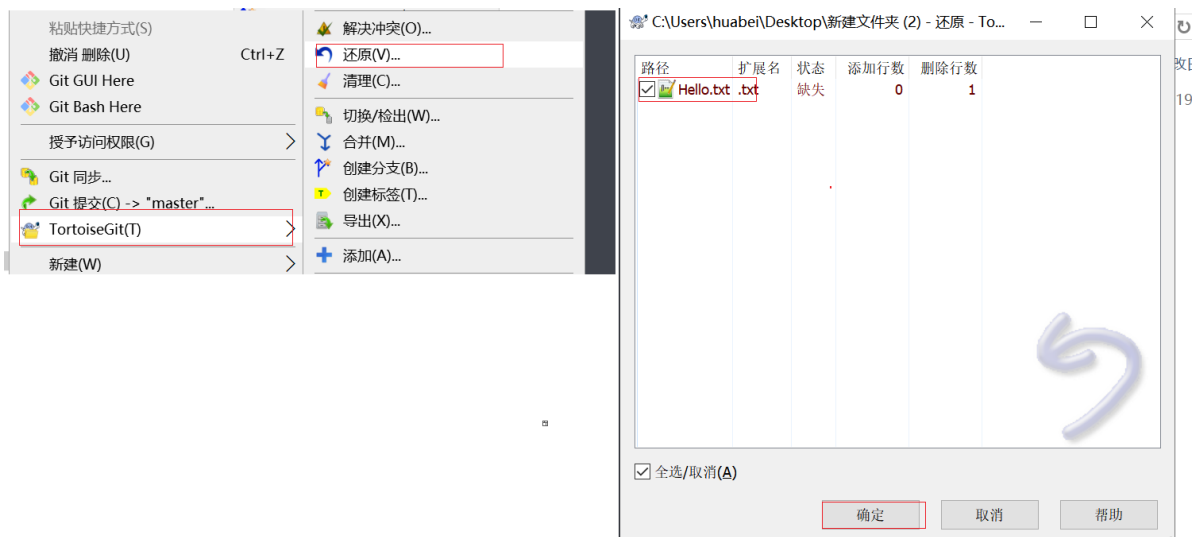 粘贴快捷方式(S)
撤消 删除(U) Ctrl+Z
Git GUI Here
Git Bash Here
授予访问权限(G)
Git 同步...
Git 提交(C) -> "master"...
TortoiseGit(T)
新建(W)
解决冲突(O)...
还原(V)...
清理(C)...
切换/检出(W)...
合并(M)...
创建分支(B)...
创建标签(T)...
导出(X)...
添加(A)...
C:\Users\huabei\Desktop\新建文件夹 (2) - 还原 - To...
路径 扩展名 状态 添加行数 删除行数
Hello.txt .txt 缺失 0 1
全选/取消(A)
确定 取消 帮助
19